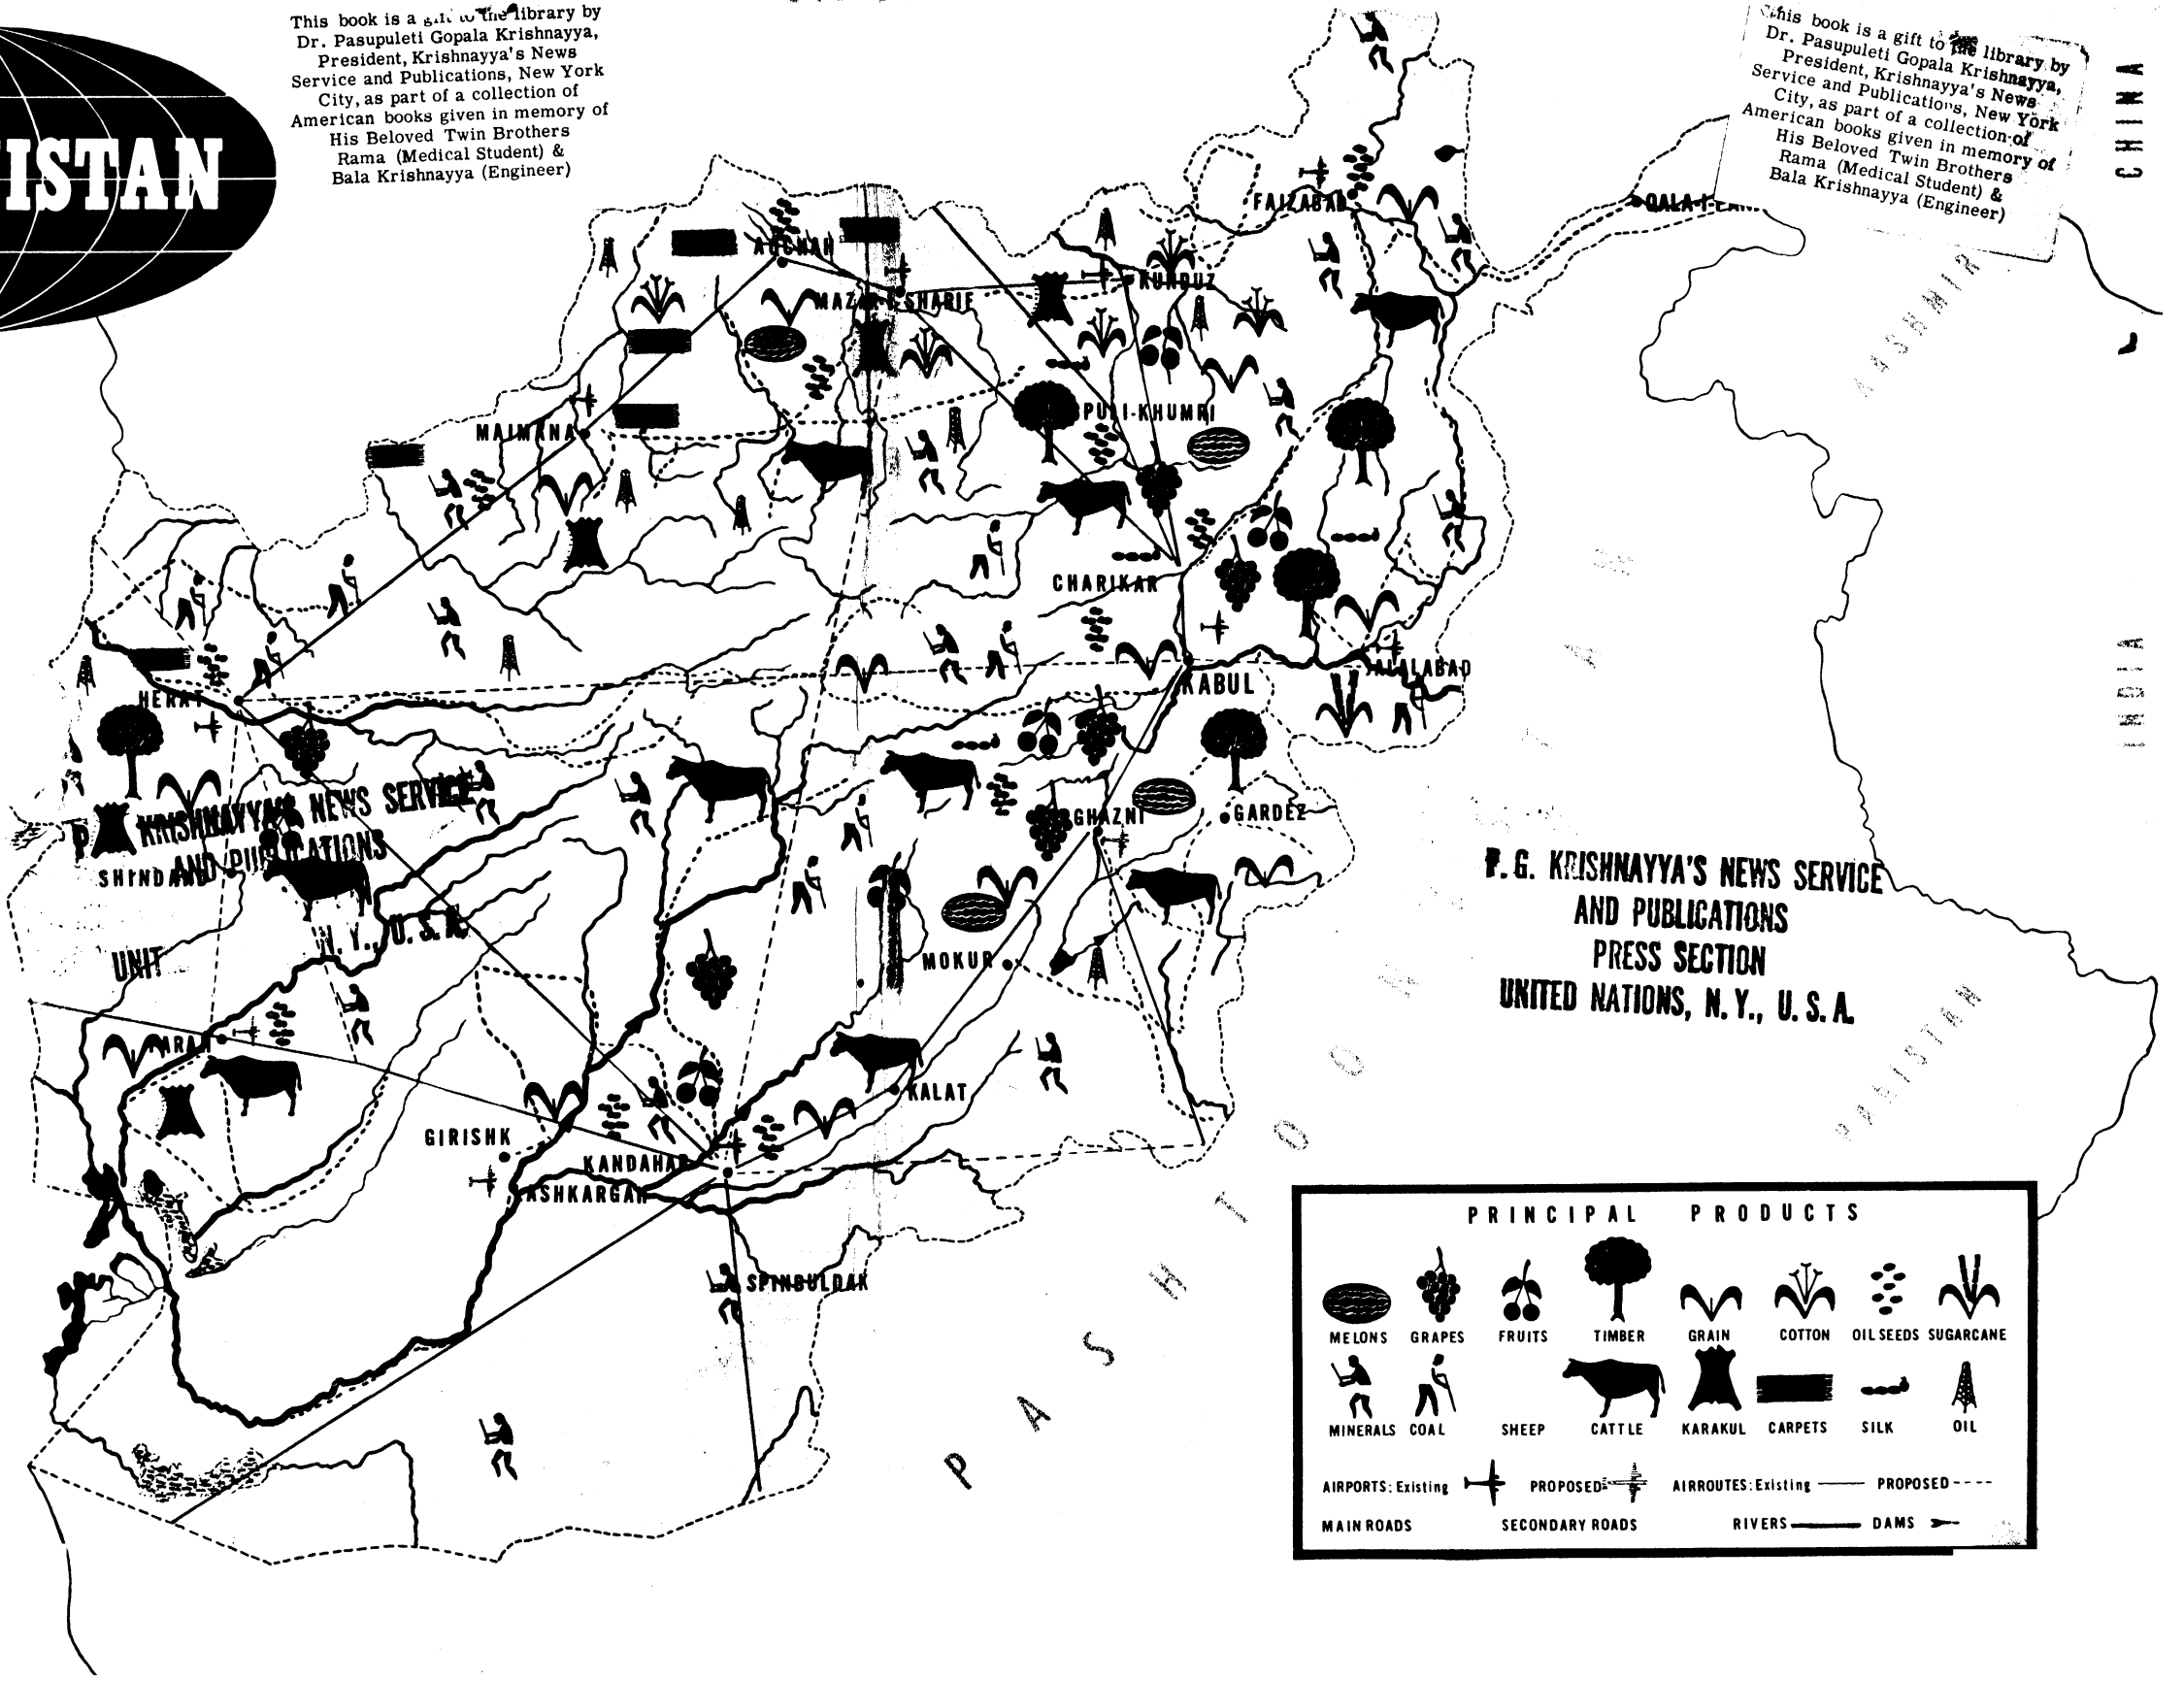 ISTAN
This book is a gift to the library by
Dr. Pasupuleti Gopala Krishnayya,
President, Krishnayya's News
Service and Publications, New York
City, as part of a collection of
American books given in memory of
His Beloved Twin Brothers
Rama (Medical Student) &
Bala Krishnayya (Engineer)
This book is a gift to the library by
Dr. Pasupuleti Gopala Krishnayya,
President, Krishnayya's News
Service and Publications, New York
City, as part of a collection of
American books given in memory of
His Beloved Twin Brothers
Rama (Medical Student) &
Bala Krishnayya (Engineer)
CHINA
FAIZABAD
KUNDUZ
KASHMIR
MAIMANA
PULI-KHUMRI
CHARIKAR
HERAT
KABUL
JALALABAD
INDIA
KRISHNAYYA'S NEWS SERVICE
AND PUBLICATIONS
N. Y., U. S. A.
UNIT
GHAZNI
GARDEZ
MOKUR
P. G. KRISHNAYYA'S NEWS SERVICE
AND PUBLICATIONS
PRESS SECTION
UNITED NATIONS, N. Y., U. S. A.
FARAH
KALAT
GIRISHK
KANDAHAR
ASHKARGAH
SPINBULDAK
PAKISTAN
PASHTO
PRINCIPAL PRODUCTS
MELONS GRAPES FRUITS TIMBER GRAIN COTTON OIL SEEDS SUGARCANE
MINERALS COAL SHEEP CATTLE KARAKUL CARPETS SILK OIL
AIRPORTS: Existing PROPOSED AIRROUTES: Existing PROPOSED
MAIN ROADS SECONDARY ROADS RIVERS DAMS